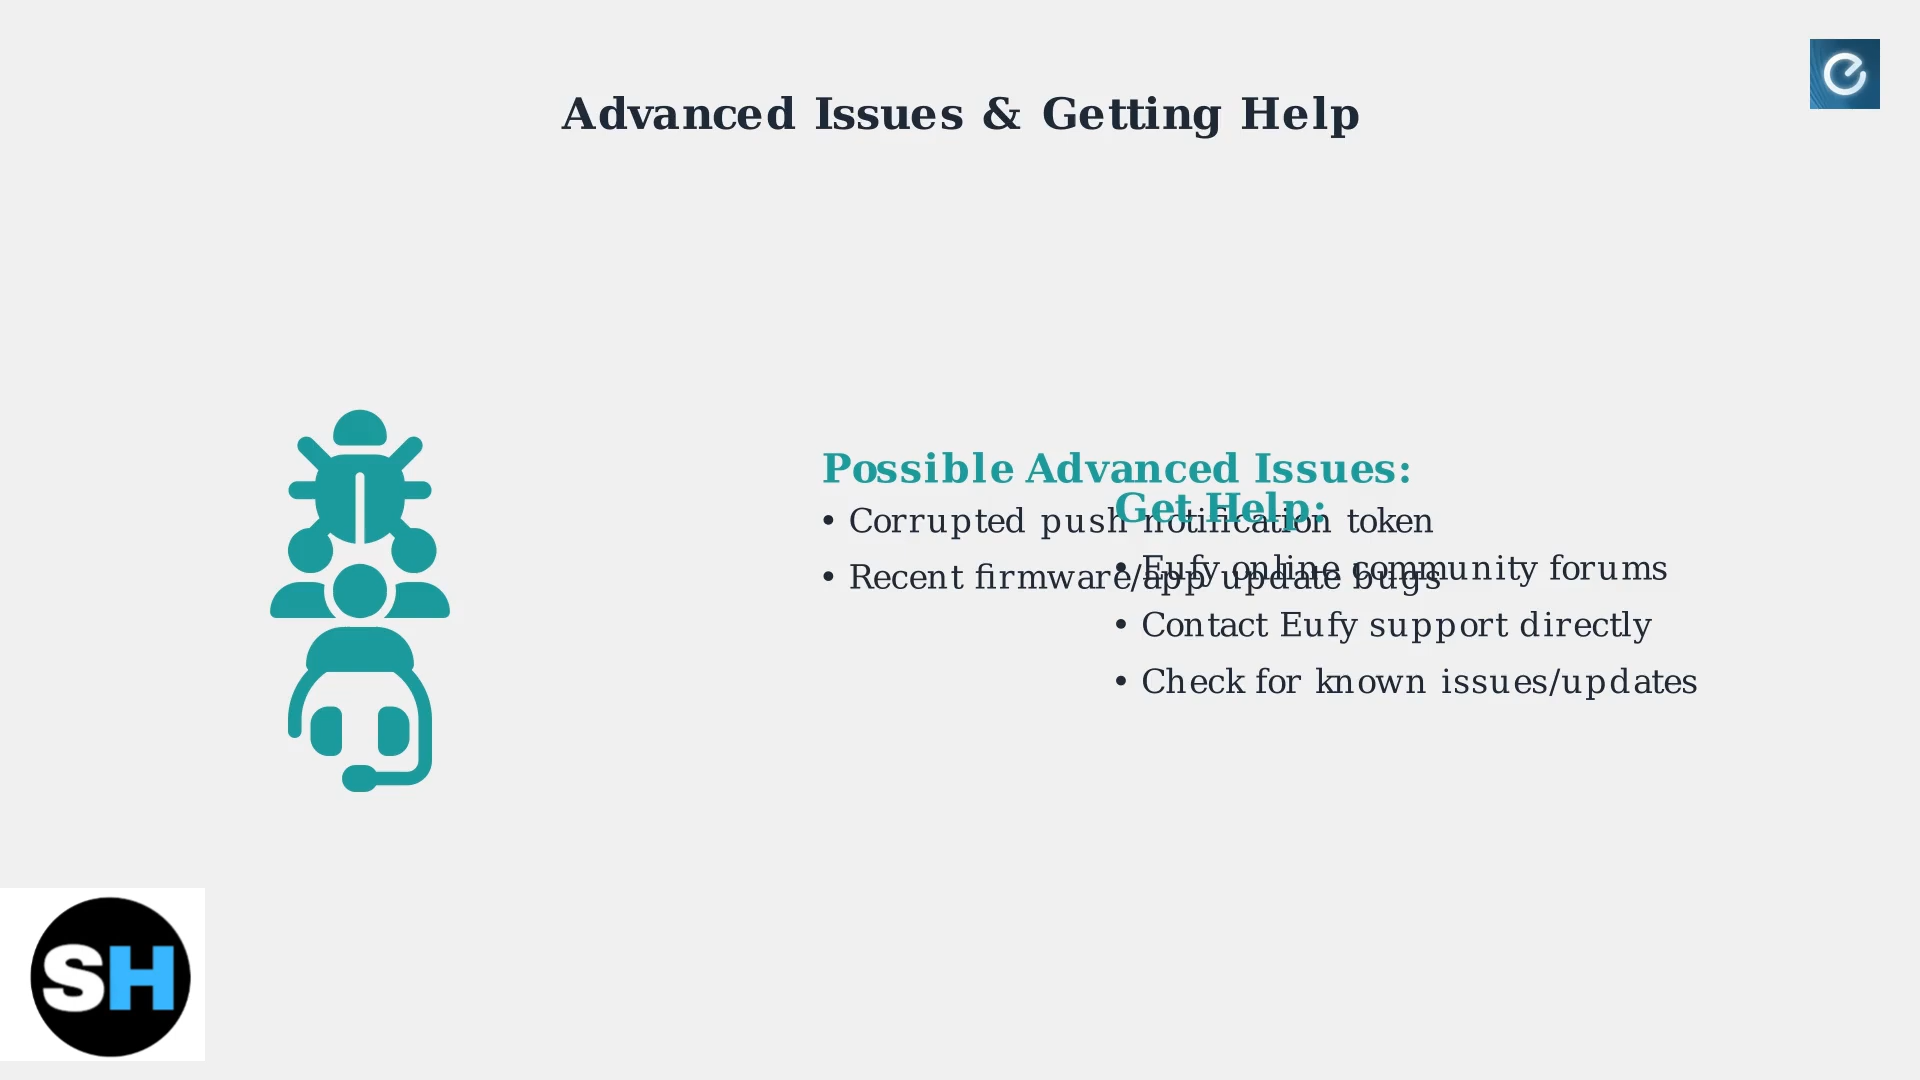 Advanced Issues & Getting Help
Possible Advanced Issues:
• Corrupted push notification token
• Recent firmware/app update bugs
Get Help:
• Eufy online community forums
• Contact Eufy support directly
• Check for known issues/updates
SH